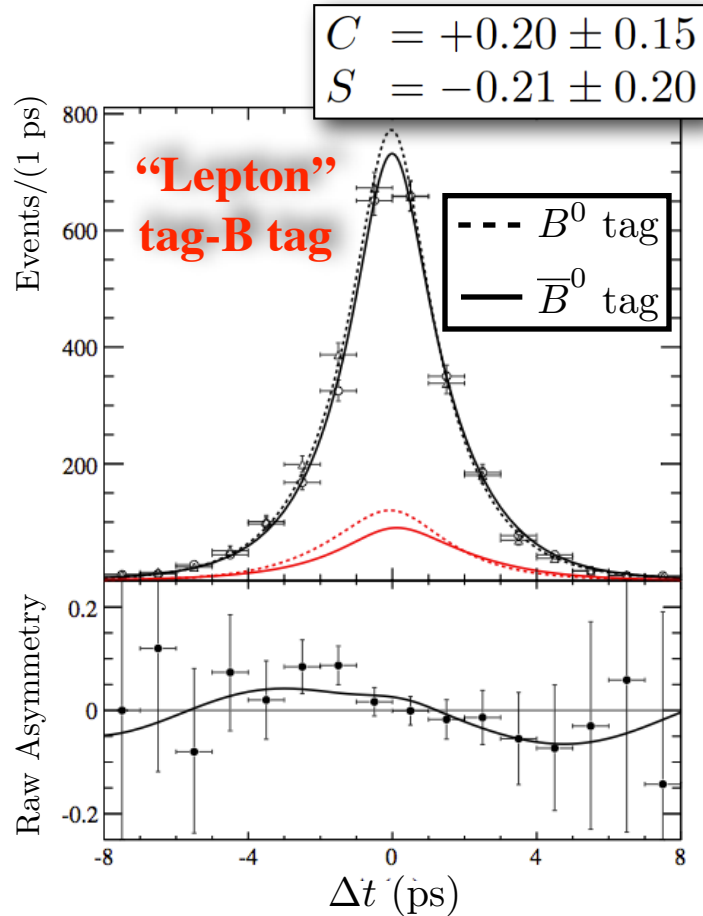 C = +0.20 ± 0.15
S = −0.21 ± 0.20
Events/(1 ps)
800
600
400
200
“Lepton”
tag-B tag
B⁰ tag
B̅⁰ tag
Raw Asymmetry
0.2
0
-0.2
-8 -4 0 4 8
Δt (ps)